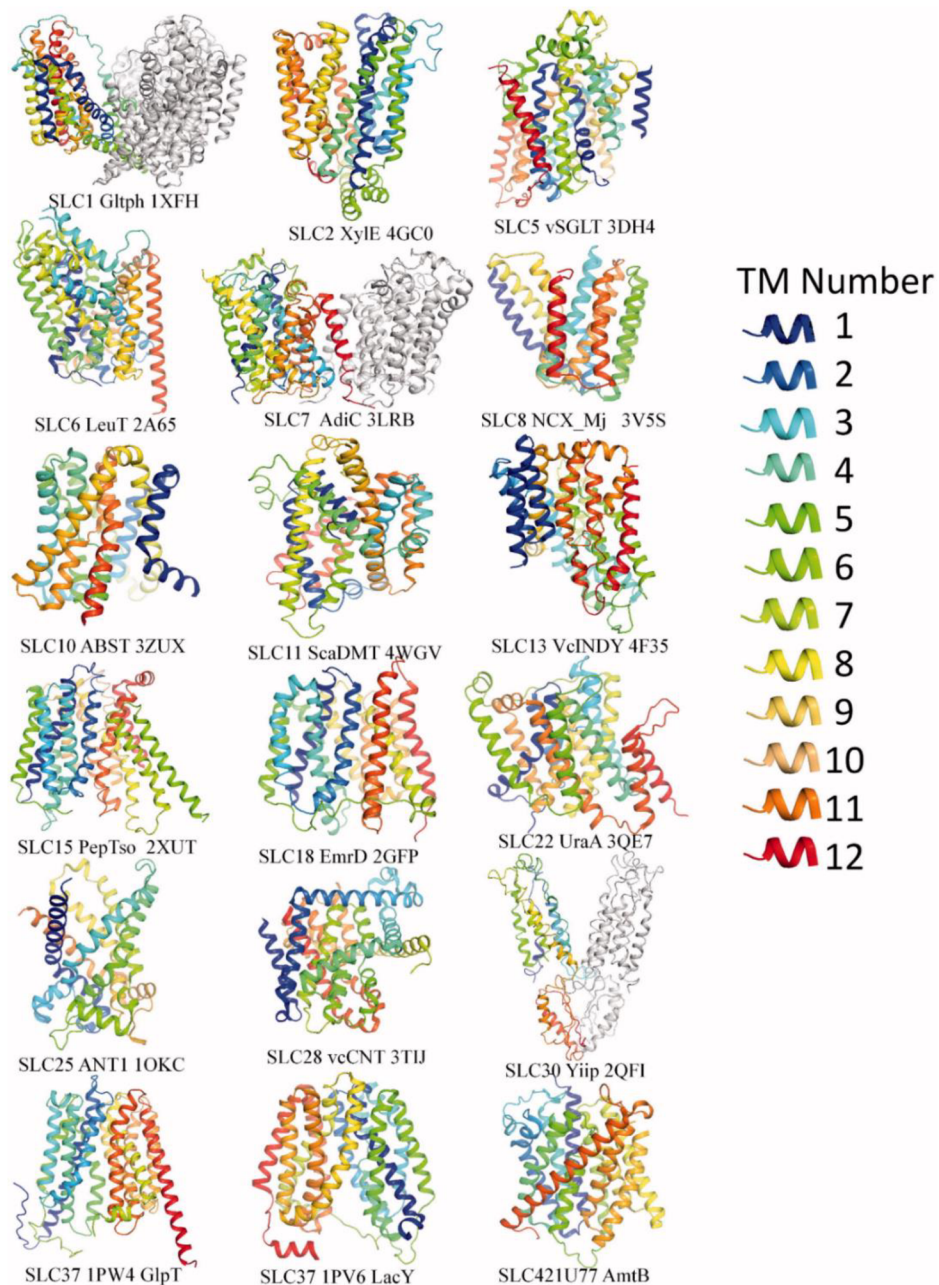 SLC1 Gltph 1XFH
SLC2 XylE 4GC0
SLC5 vSGLT 3DH4
SLC6 LeuT 2A65
SLC7 AdiC 3LRB
SLC8 NCX_Mj 3V5S
SLC10 ABST 3ZUX
SLC11 ScaDMT 4WGV
SLC13 VcINDY 4F35
SLC15 PepTso 2XUT
SLC18 EmrD 2GFP
SLC22 UraA 3QE7
SLC25 ANT1 1OKC
SLC28 vcCNT 3TIJ
SLC30 Yiip 2QFI
SLC37 1PW4 GlpT
SLC37 1PV6 LacY
SLC421U77 AmtB
TM Number
1
2
3
4
5
6
7
8
9
10
11
12